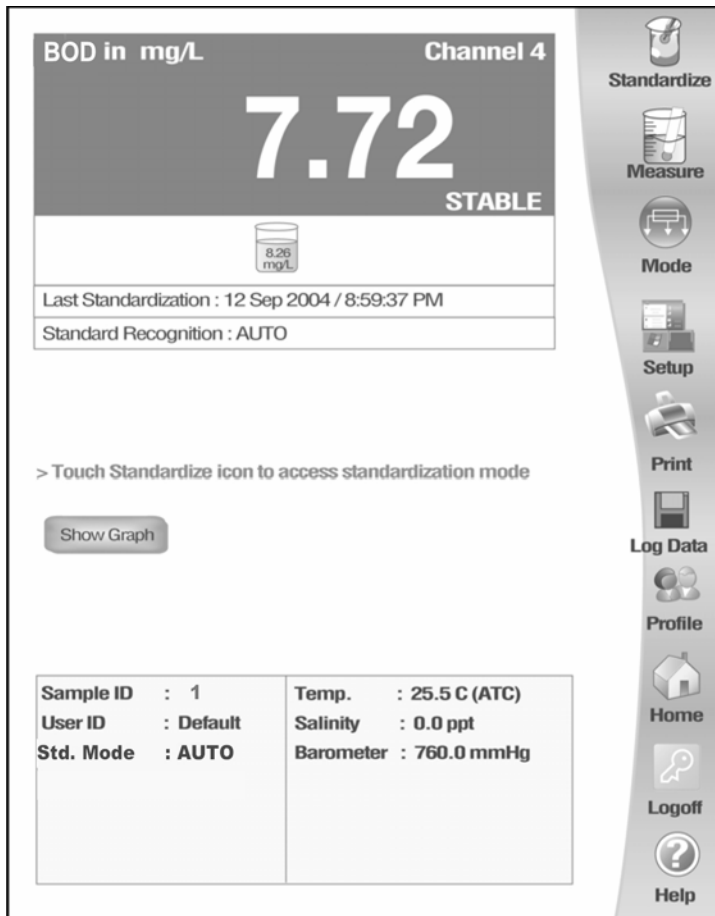 BOD in mg/L Channel 4
7.72
STABLE
8.26
mg/L
Last Standardization : 12 Sep 2004 / 8:59:37 PM
Standard Recognition : AUTO
> Touch Standardize icon to access standardization mode
Show Graph
Sample ID : 1
User ID : Default
Std. Mode : AUTO
Temp. : 25.5 C (ATC)
Salinity : 0.0 ppt
Barometer : 760.0 mmHg
Standardize
Measure
Mode
Setup
Print
Log Data
Profile
Home
Logoff
?
Help